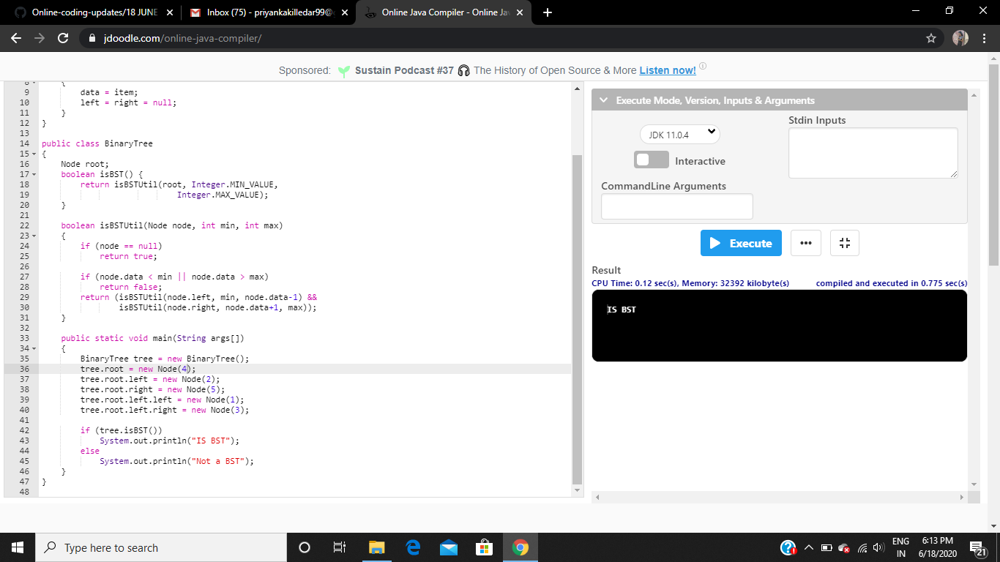 Online-coding-updates/18 JUNE
Inbox (75) - priyankakilledar99@
Online Java Compiler - Online Ja
jdoodle.com/online-java-compiler/
Sponsored: Sustain Podcast #37 The History of Open Source & More Listen now!
8 {
9 data = item;
10 left = right = null;
11 }
12 }
13
14 public class BinaryTree
15 {
16 Node root;
17 boolean isBST() {
18 return isBSTUtil(root, Integer.MIN_VALUE,
19 Integer.MAX_VALUE);
20 }
21
22 boolean isBSTUtil(Node node, int min, int max)
23 {
24 if (node == null)
25 return true;
26
27 if (node.data < min || node.data > max)
28 return false;
29 return (isBSTUtil(node.left, min, node.data-1) &&
30 isBSTUtil(node.right, node.data+1, max));
31 }
32
33 public static void main(String args[])
34 {
35 BinaryTree tree = new BinaryTree();
36 tree.root = new Node(4);
37 tree.root.left = new Node(2);
38 tree.root.right = new Node(5);
39 tree.root.left.left = new Node(1);
40 tree.root.left.right = new Node(3);
41
42 if (tree.isBST())
43 System.out.println("IS BST");
44 else
45 System.out.println("Not a BST");
46 }
47 }
48
Execute Mode, Version, Inputs & Arguments
JDK 11.0.4
Interactive
Stdin Inputs
CommandLine Arguments
Execute
Result
CPU Time: 0.12 sec(s), Memory: 32392 kilobyte(s) compiled and executed in 0.775 sec(s)
IS BST
Type here to search
ENG
IN
6:13 PM
6/18/2020
21